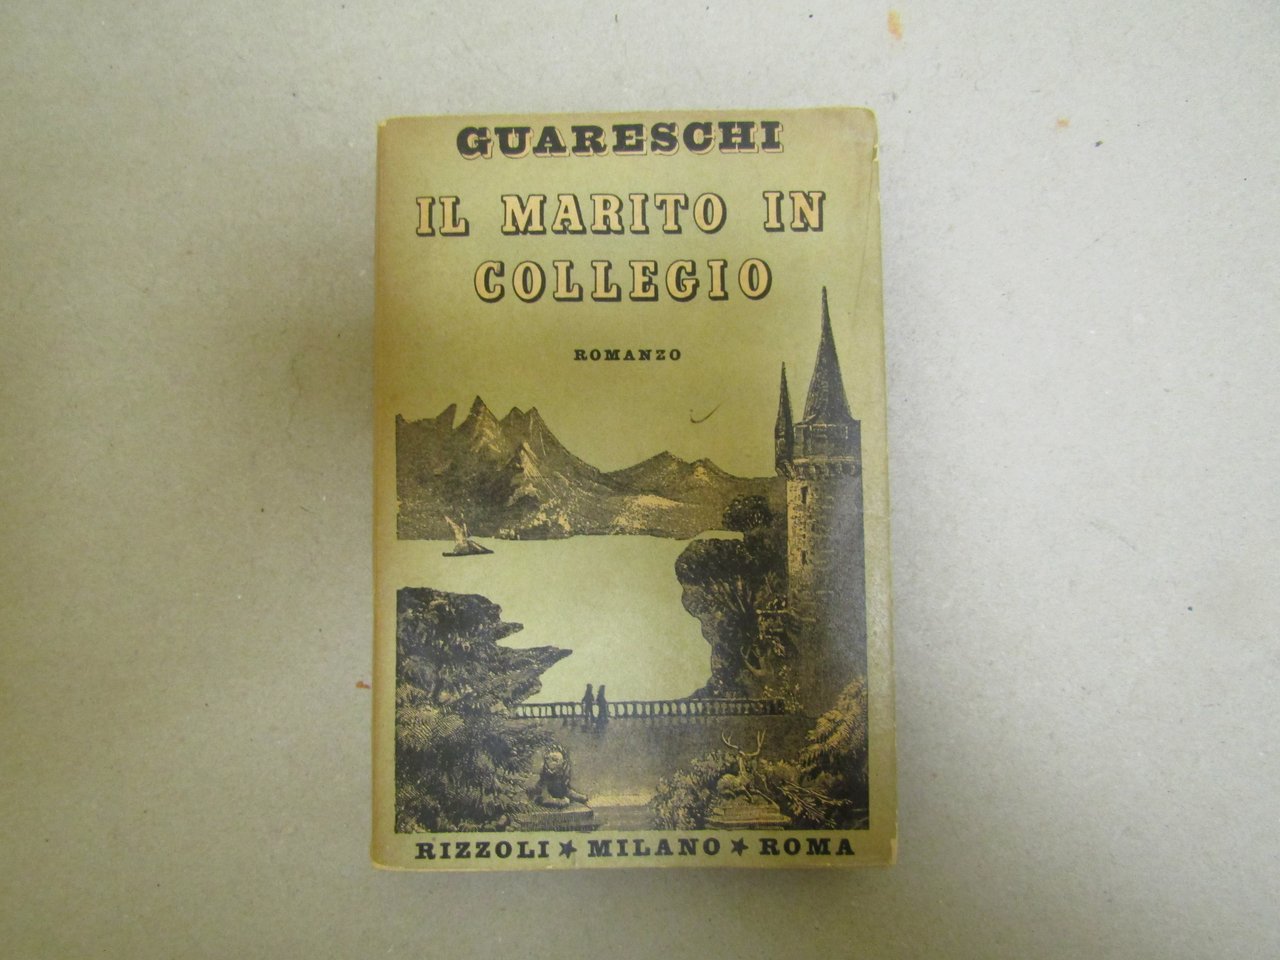 GUARESCHI
IL MARITO IN
COLLEGIO
ROMANZO
RIZZOLI ★ MILANO ★ ROMA